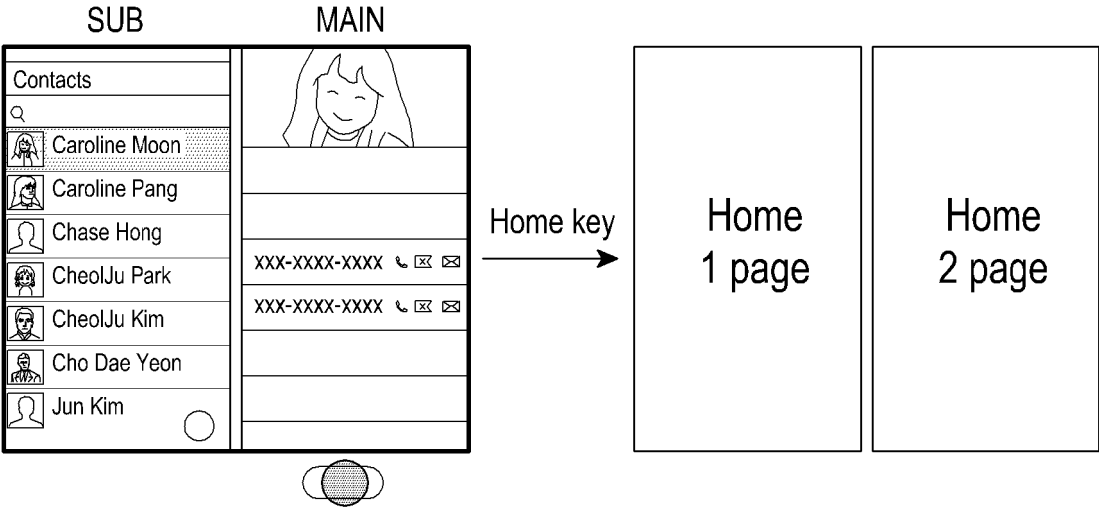 SUB
MAIN
Contacts
Caroline Moon
Caroline Pang
Chase Hong
CheolJu Park
CheolJu Kim
Cho Dae Yeon
Jun Kim
XXX-XXXX-XXXX
XXX-XXXX-XXXX
Home key
Home
1 page
Home
2 page